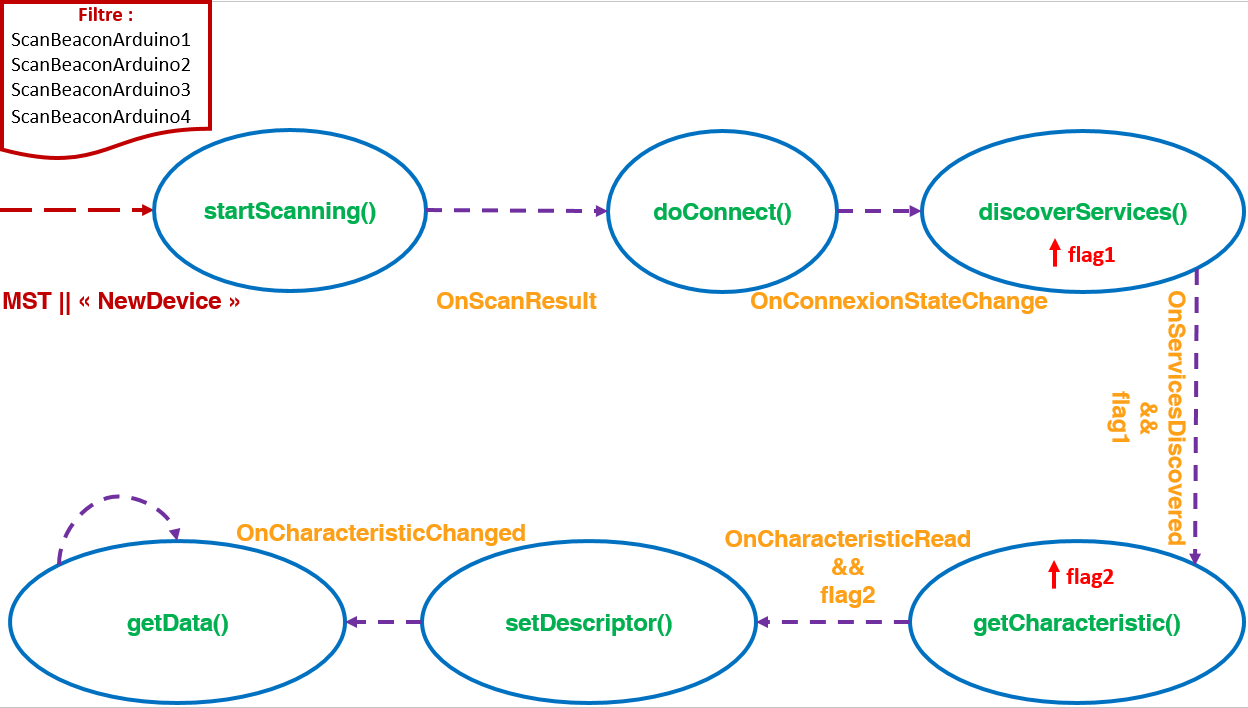 Filtre :
ScanBeaconArduino1
ScanBeaconArduino2
ScanBeaconArduino3
ScanBeaconArduino4
startScanning()
doConnect()
discoverServices()
flag1
MST || « NewDevice »
OnScanResult
OnConnexionStateChange
OnServicesDiscovered
&&
flag1
OnCharacteristicChanged
OnCharacteristicRead
&&
flag2
flag2
getData()
setDescriptor()
getCharacteristic()